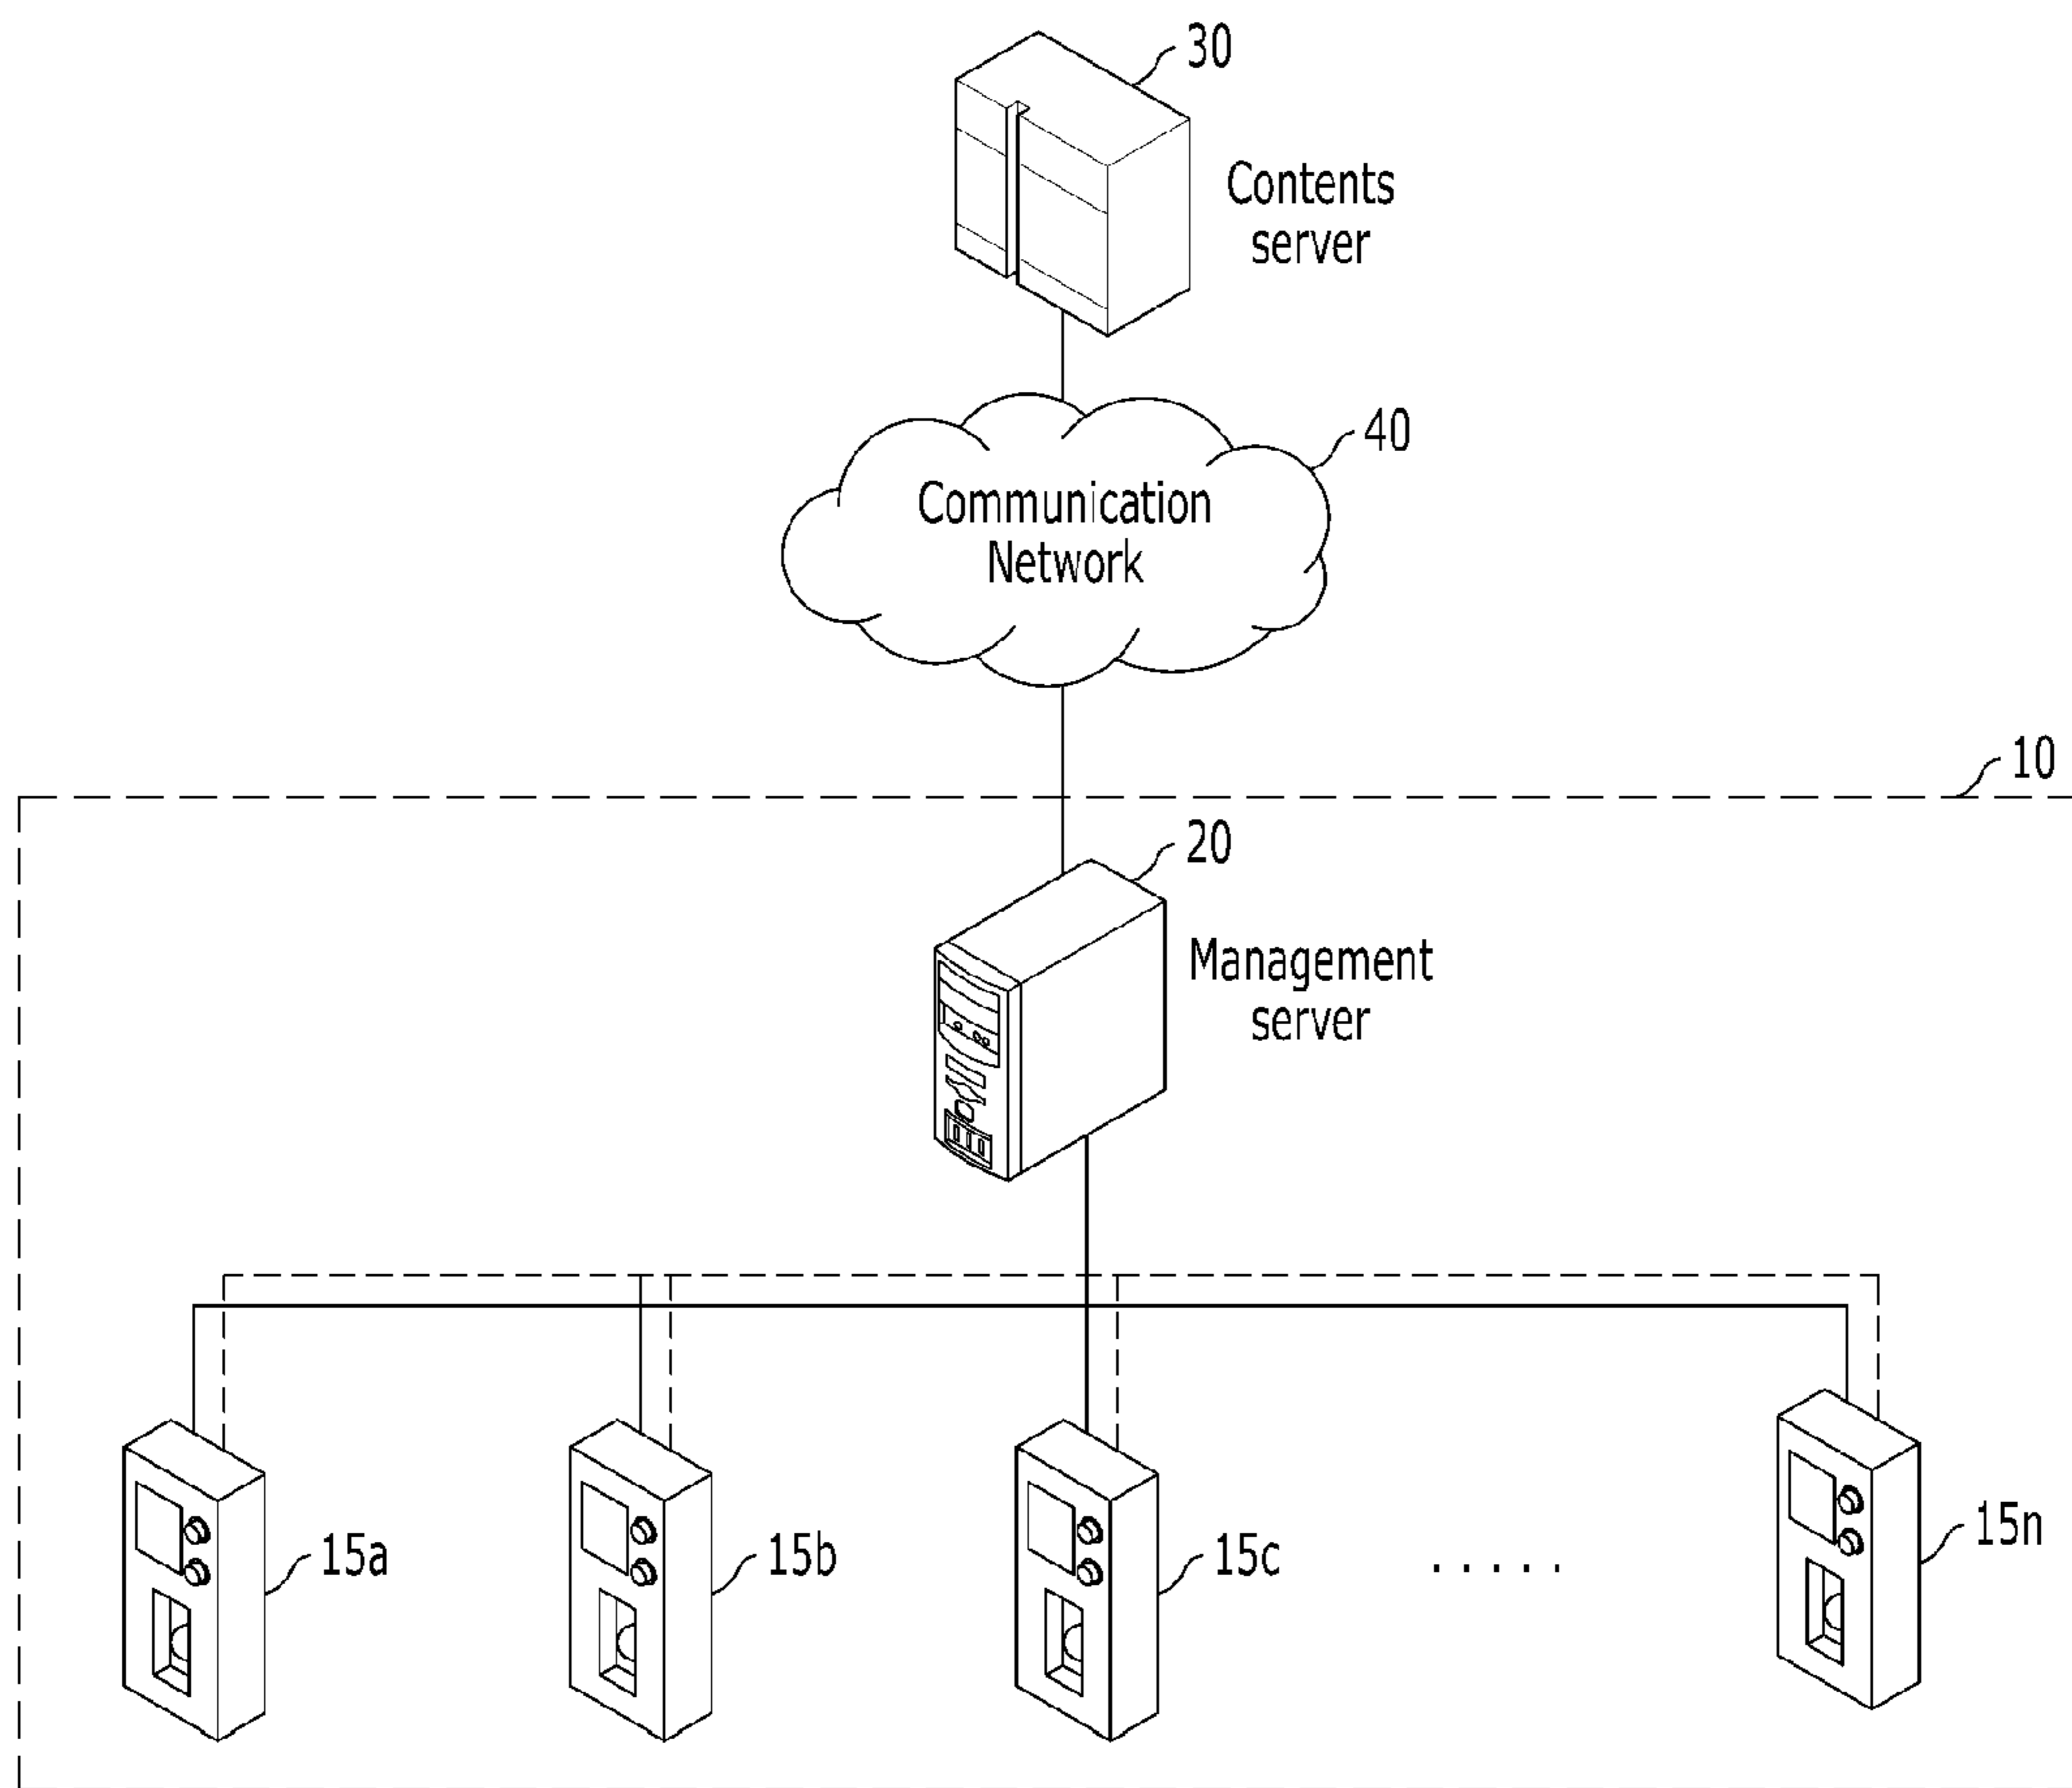 30
Contents
server
40
Communication
Network
10
20
Management
server
15a
15b
15c
.....
15n